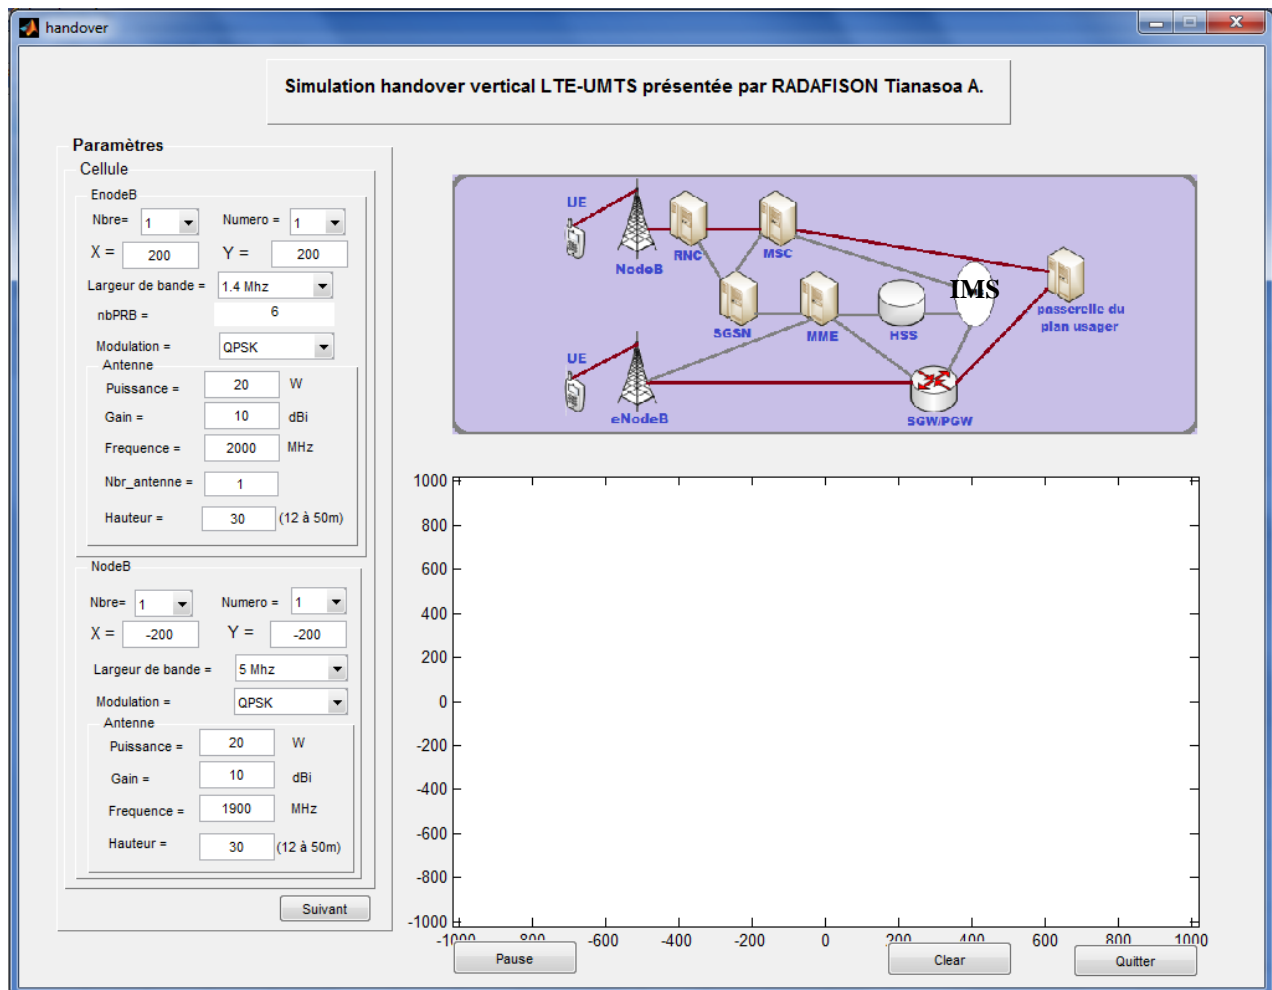 handover
Simulation handover vertical LTE-UMTS présentée par RADAFISON Tianasoa A.
Paramètres
Cellule
EnodeB
Nbre= 1 Numero = 1
X = 200 Y = 200
Largeur de bande = 1.4 Mhz
nbPRB = 6
Modulation = QPSK
Antenne
Puissance = 20 W
Gain = 10 dBi
Frequence = 2000 MHz
Nbr_antenne = 1
Hauteur = 30 (12 à 50m)
NodeB
Nbre= 1 Numero = 1
X = -200 Y = -200
Largeur de bande = 5 Mhz
Modulation = QPSK
Antenne
Puissance = 20 W
Gain = 10 dBi
Frequence = 1900 MHz
Hauteur = 30 (12 à 50m)
Suivant
UE
NodeB
RNC
MSC
IMS
passerelle du
plan usager
SGSN
MME
HSS
UE
eNodeB
SGW/PGW
1000
800
600
400
200
0
-200
-400
-600
-800
-1000
-1000 -800 -600 -400 -200 0 200 400 600 800 1000
Pause Clear Quitter